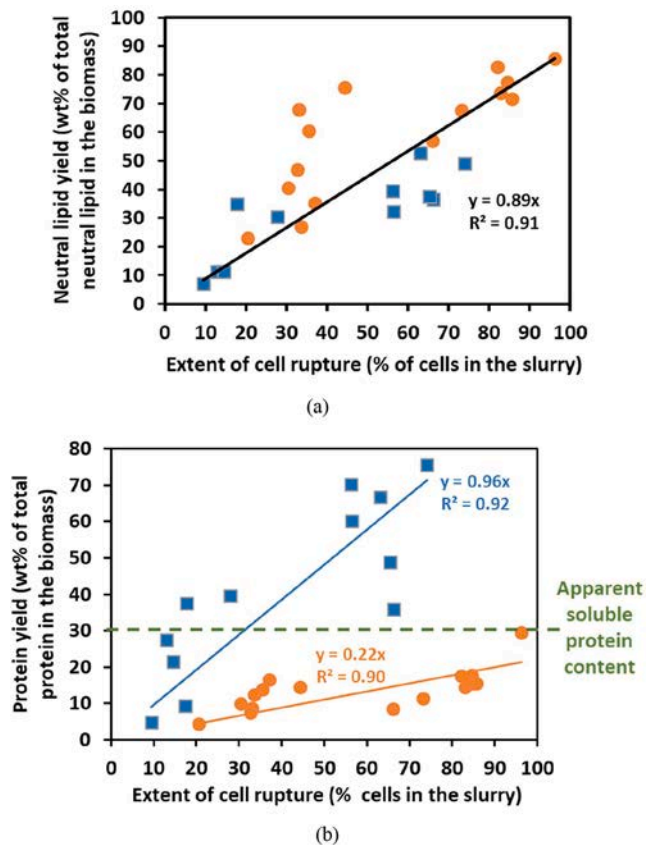 100
90
80
70
60
50
40
30
20
10
0
Neutral lipid yield (wt% of total
neutral lipid in the biomass)
y = 0.89x
R² = 0.91
0 10 20 30 40 50 60 70 80 90 100
Extent of cell rupture (% of cells in the slurry)
(a)
80
70
60
50
40
30
20
10
0
Protein yield (wt% of total
protein in the biomass)
y = 0.96x
R² = 0.92
Apparent
soluble
protein
content
y = 0.22x
R² = 0.90
0 10 20 30 40 50 60 70 80 90 100
Extent of cell rupture (% cells in the slurry)
(b)